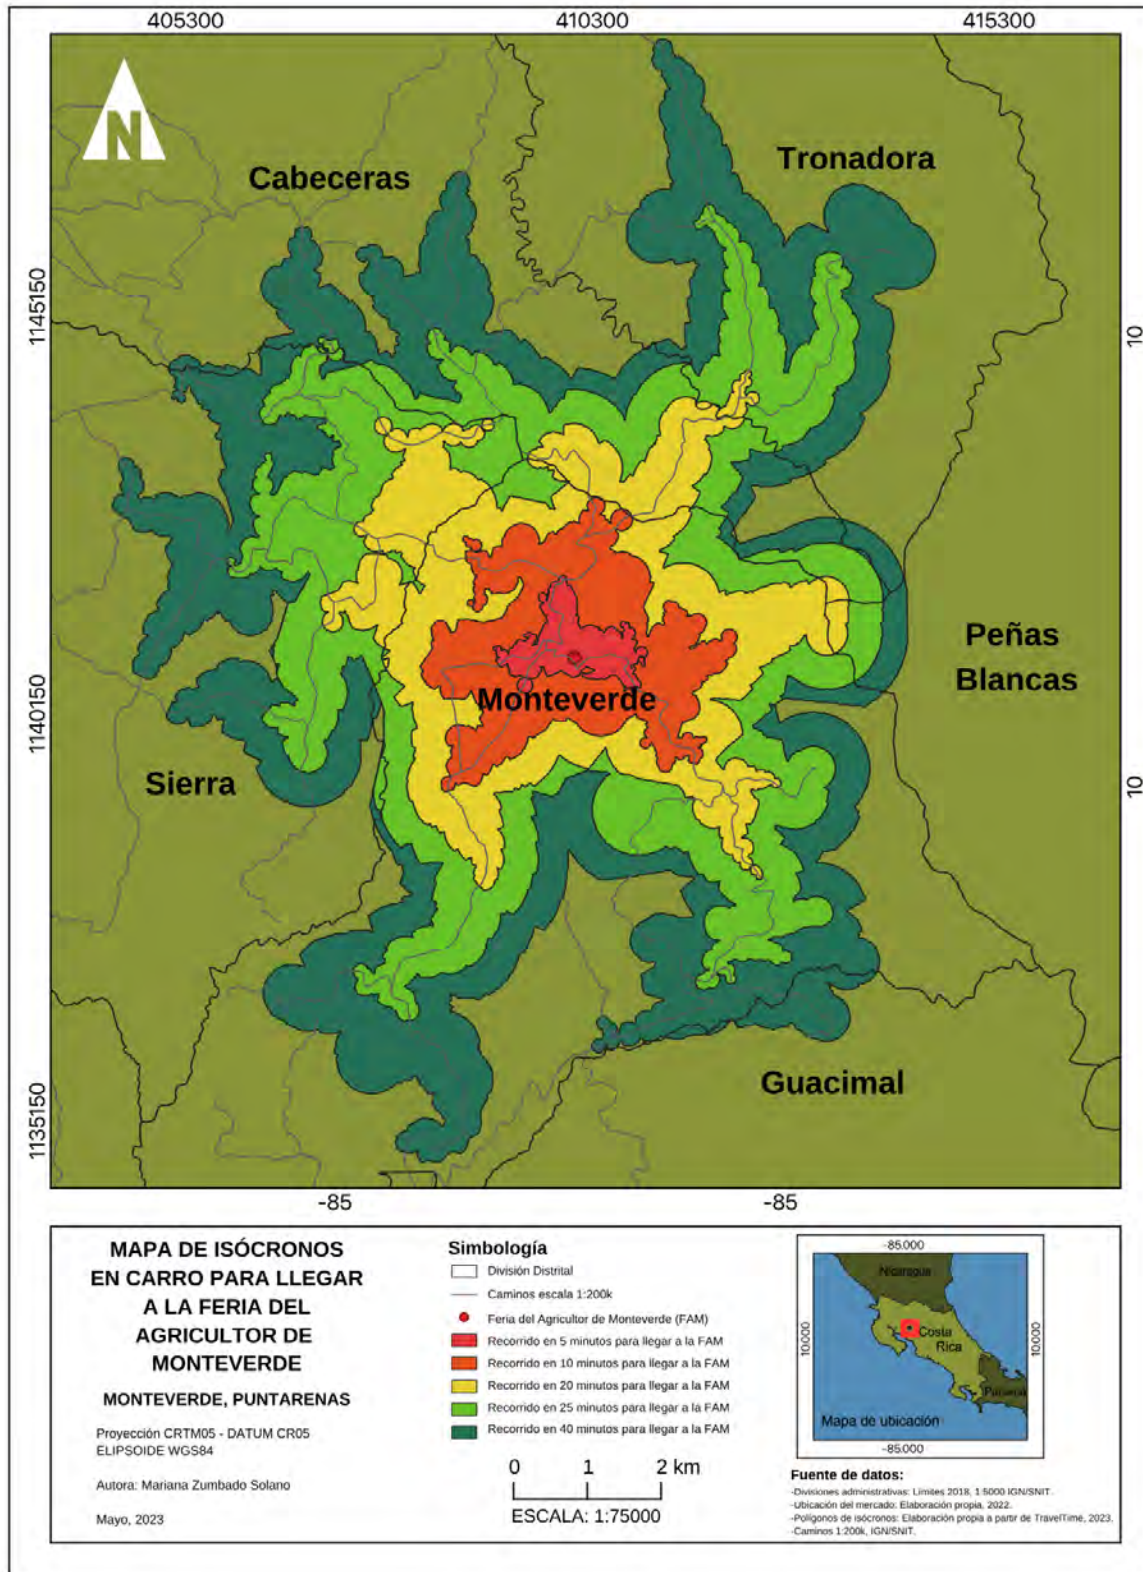 405300
410300
415300
N
Cabeceras
Tronadora
1145150
10
Peñas
Blancas
1140150
Monteverde
Sierra
10
Guacimal
1135150
-85
-85
MAPA DE ISÓCRONOS
EN CARRO PARA LLEGAR
A LA FERIA DEL
AGRICULTOR DE
MONTEVERDE
MONTEVERDE, PUNTARENAS
Proyección CRTM05 - DATUM CR05
ELIPSOIDE WGS84
Autora: Mariana Zumbado Solano
Mayo, 2023
Simbología
División Distrital
Caminos escala 1:200k
Feria del Agricultor de Monteverde (FAM)
Recorrido en 5 minutos para llegar a la FAM
Recorrido en 10 minutos para llegar a la FAM
Recorrido en 20 minutos para llegar a la FAM
Recorrido en 25 minutos para llegar a la FAM
Recorrido en 40 minutos para llegar a la FAM
0 1 2 km
ESCALA: 1:75000
-85.000
Nicaragua
10.000
Costa
Rica
10.000
Panamá
Mapa de ubicación
-85.000
Fuente de datos:
-Divisiones administrativas: Límites 2018, 1:5000 IGN/SNIT.
-Ubicación del mercado: Elaboración propia, 2022.
-Polígonos de isócronos: Elaboración propia a partir de TravelTime, 2023.
-Caminos 1:200k, IGN/SNIT.